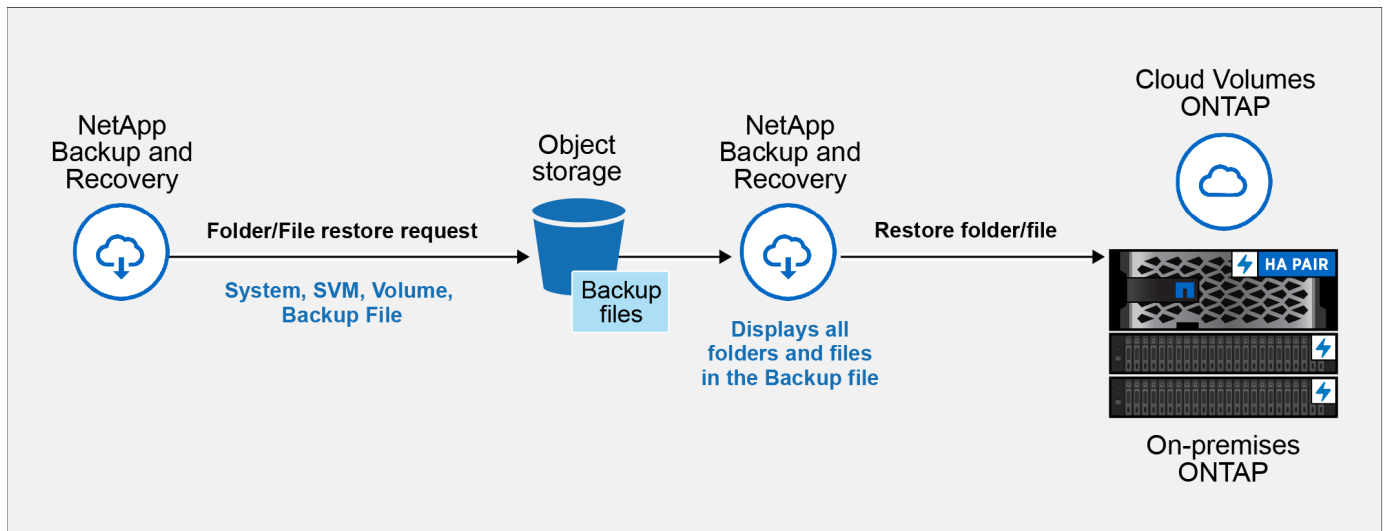 NetApp
Backup and
Recovery
Folder/File restore request
System, SVM, Volume,
Backup File
Object
storage
Backup
files
NetApp
Backup and
Recovery
Displays all
folders and files
in the Backup file
Restore folder/file
Cloud Volumes
ONTAP
HA PAIR
On-premises
ONTAP